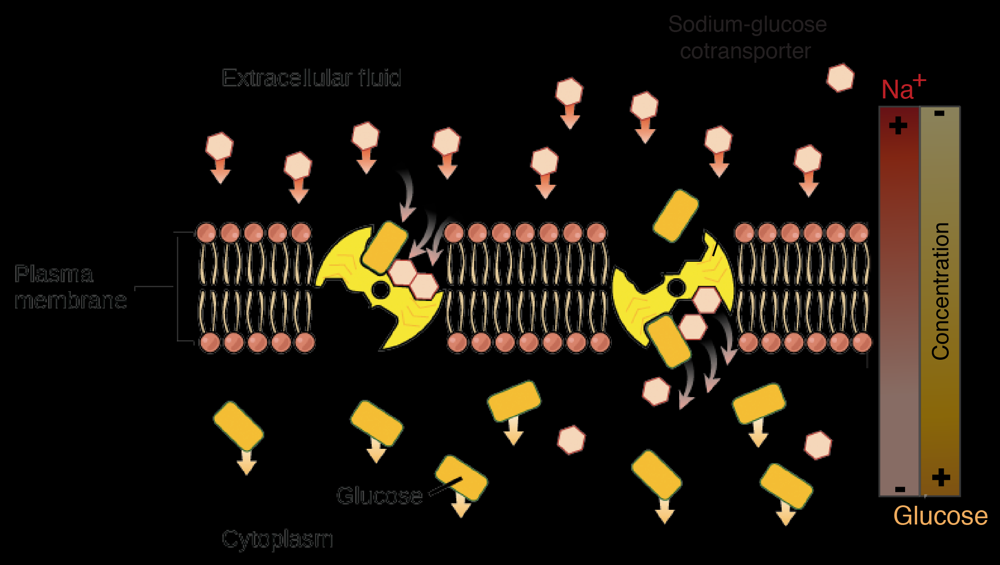 Sodium-glucose
cotransporter
Extracellular fluid
Na+
+
-
Plasma
membrane
Concentration
Glucose
-
+
Glucose
Cytoplasm